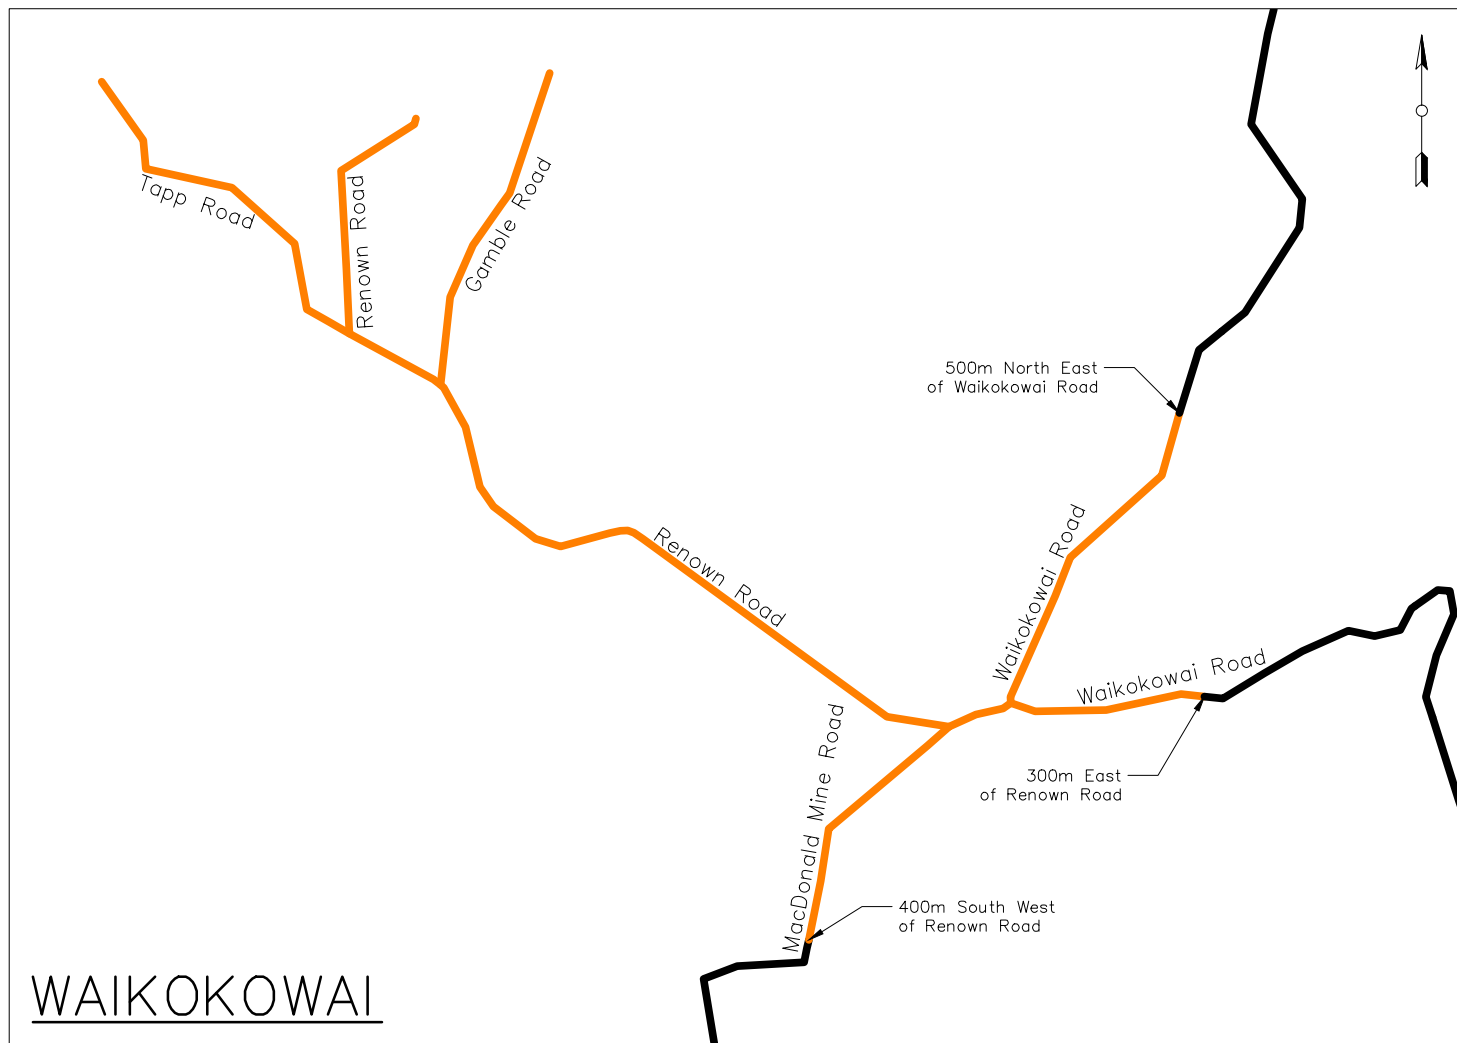 Tapp Road
Renown Road
Gamble Road
500m North East
of Waikokowai Road
Renown Road
Waikokowai Road
Waikokowai Road
MacDonald Mine Road
300m East
of Renown Road
400m South West
of Renown Road
WAIKOKOWAI